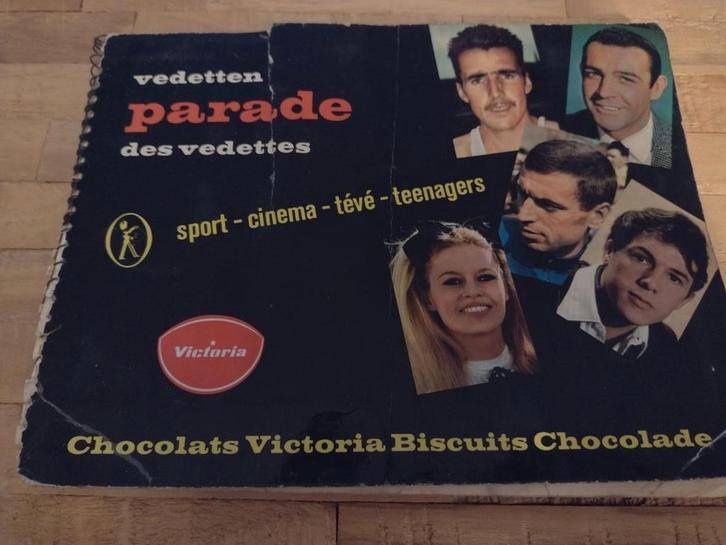 vedetten
parade
des vedettes
sport - cinema - tévé - teenagers
Victoria
Chocolats Victoria Biscuits Chocolade